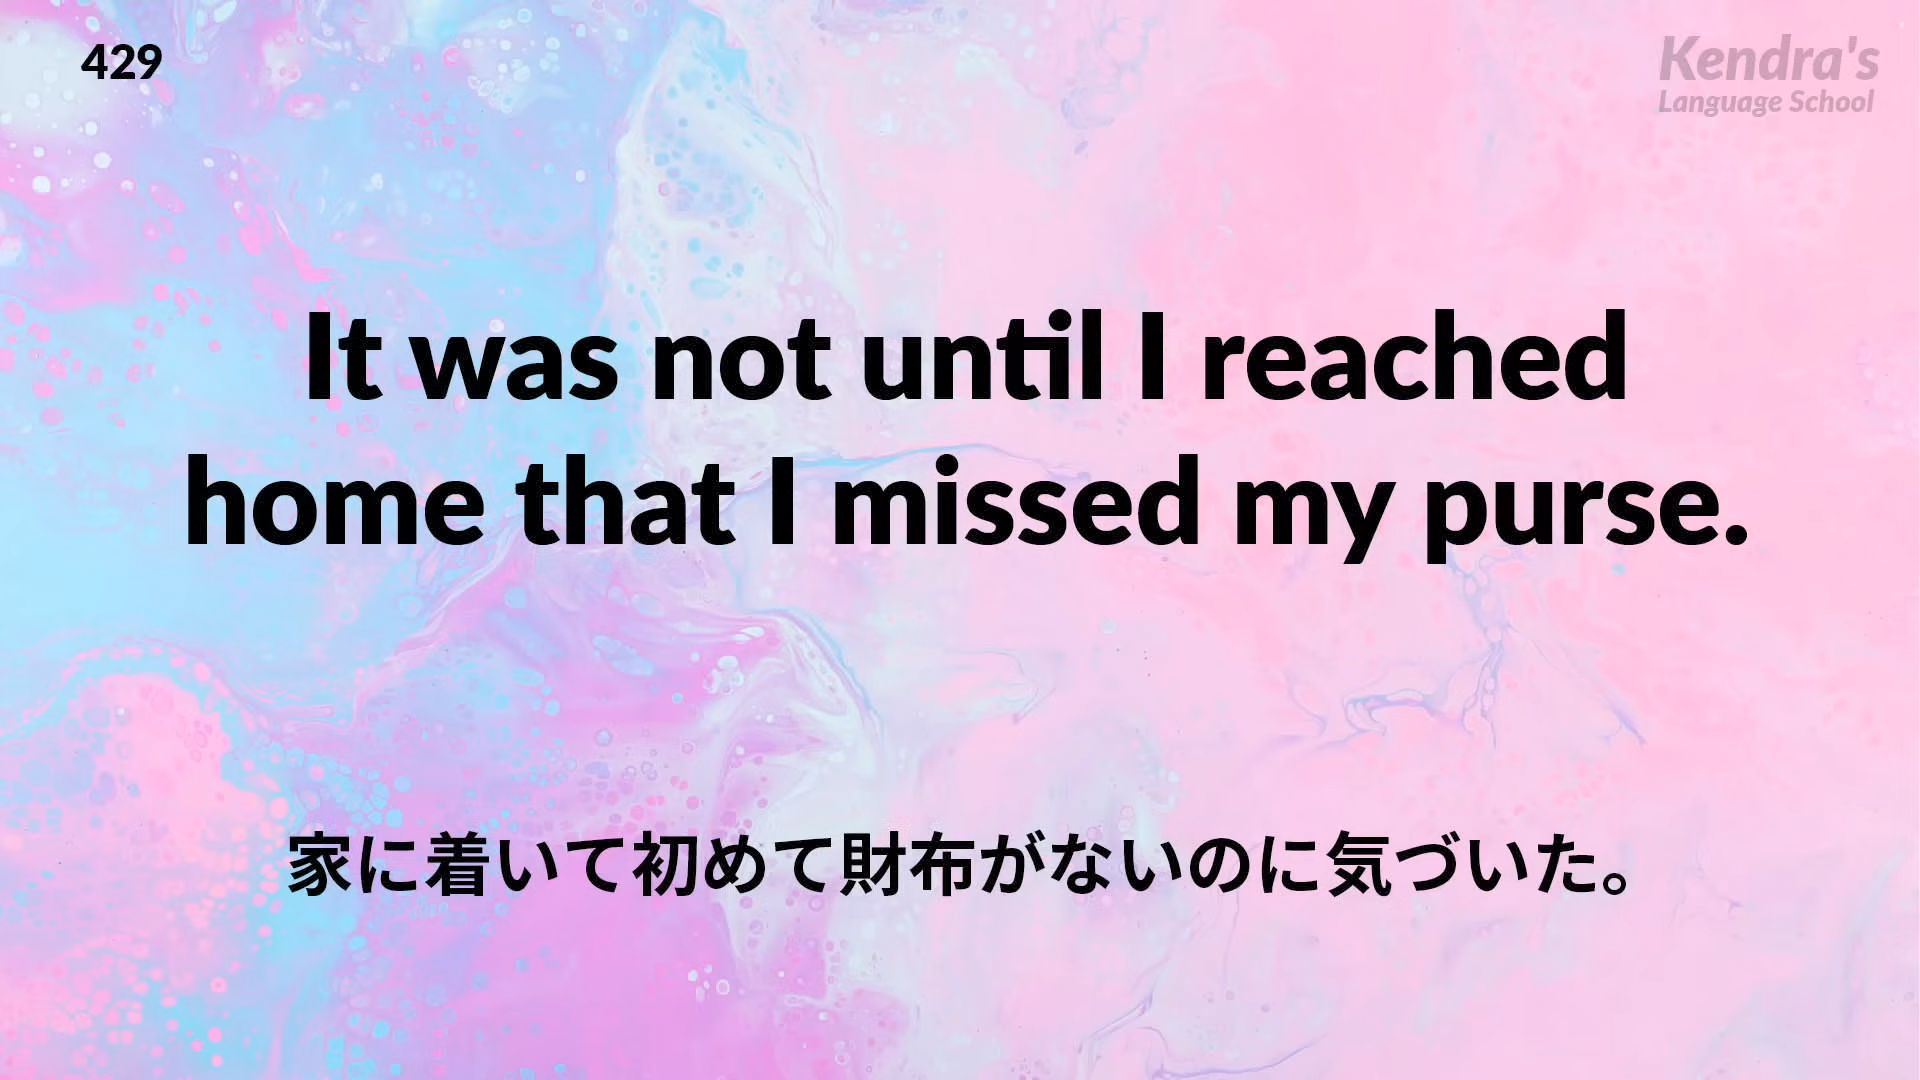 429
Kendra's
Language School
It was not until I reached
home that I missed my purse.
家に着いて初めて財布がないのに気づいた。